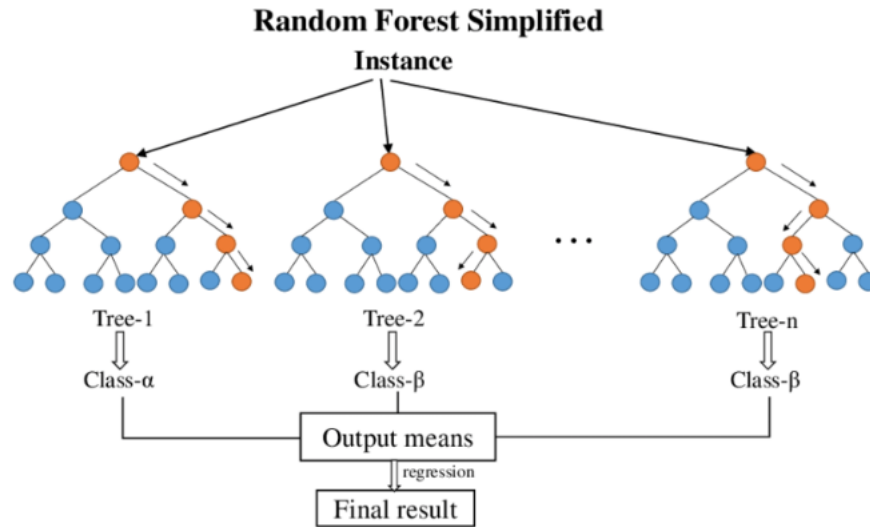 Random Forest Simplified
Instance
...
Tree-1
Tree-2
Tree-n
Class-α
Class-β
Class-β
Output means
regression
Final result